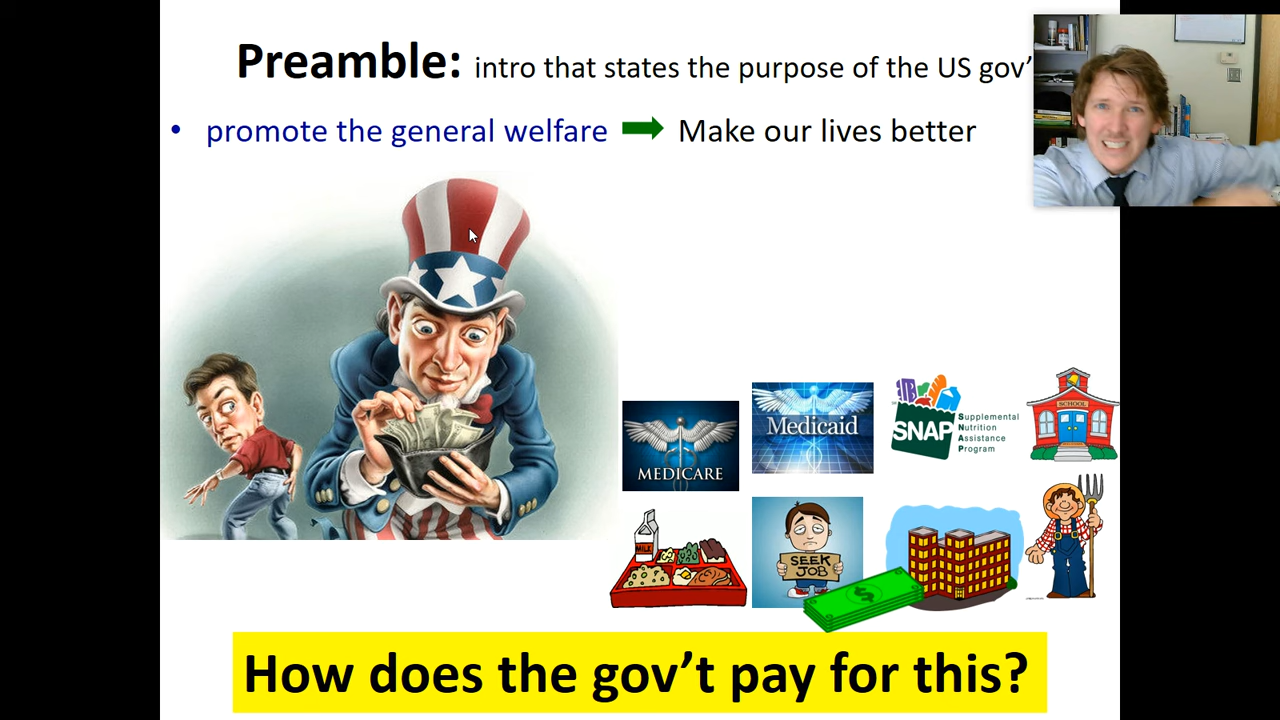 Preamble: intro that states the purpose of the US gov'
• promote the general welfare Make our lives better
MEDICARE
Medicaid
SNAP
Supplemental
Nutrition
Assistance
Program
SCHOOL
MILK
SEEK
JOB
$
How does the gov't pay for this?